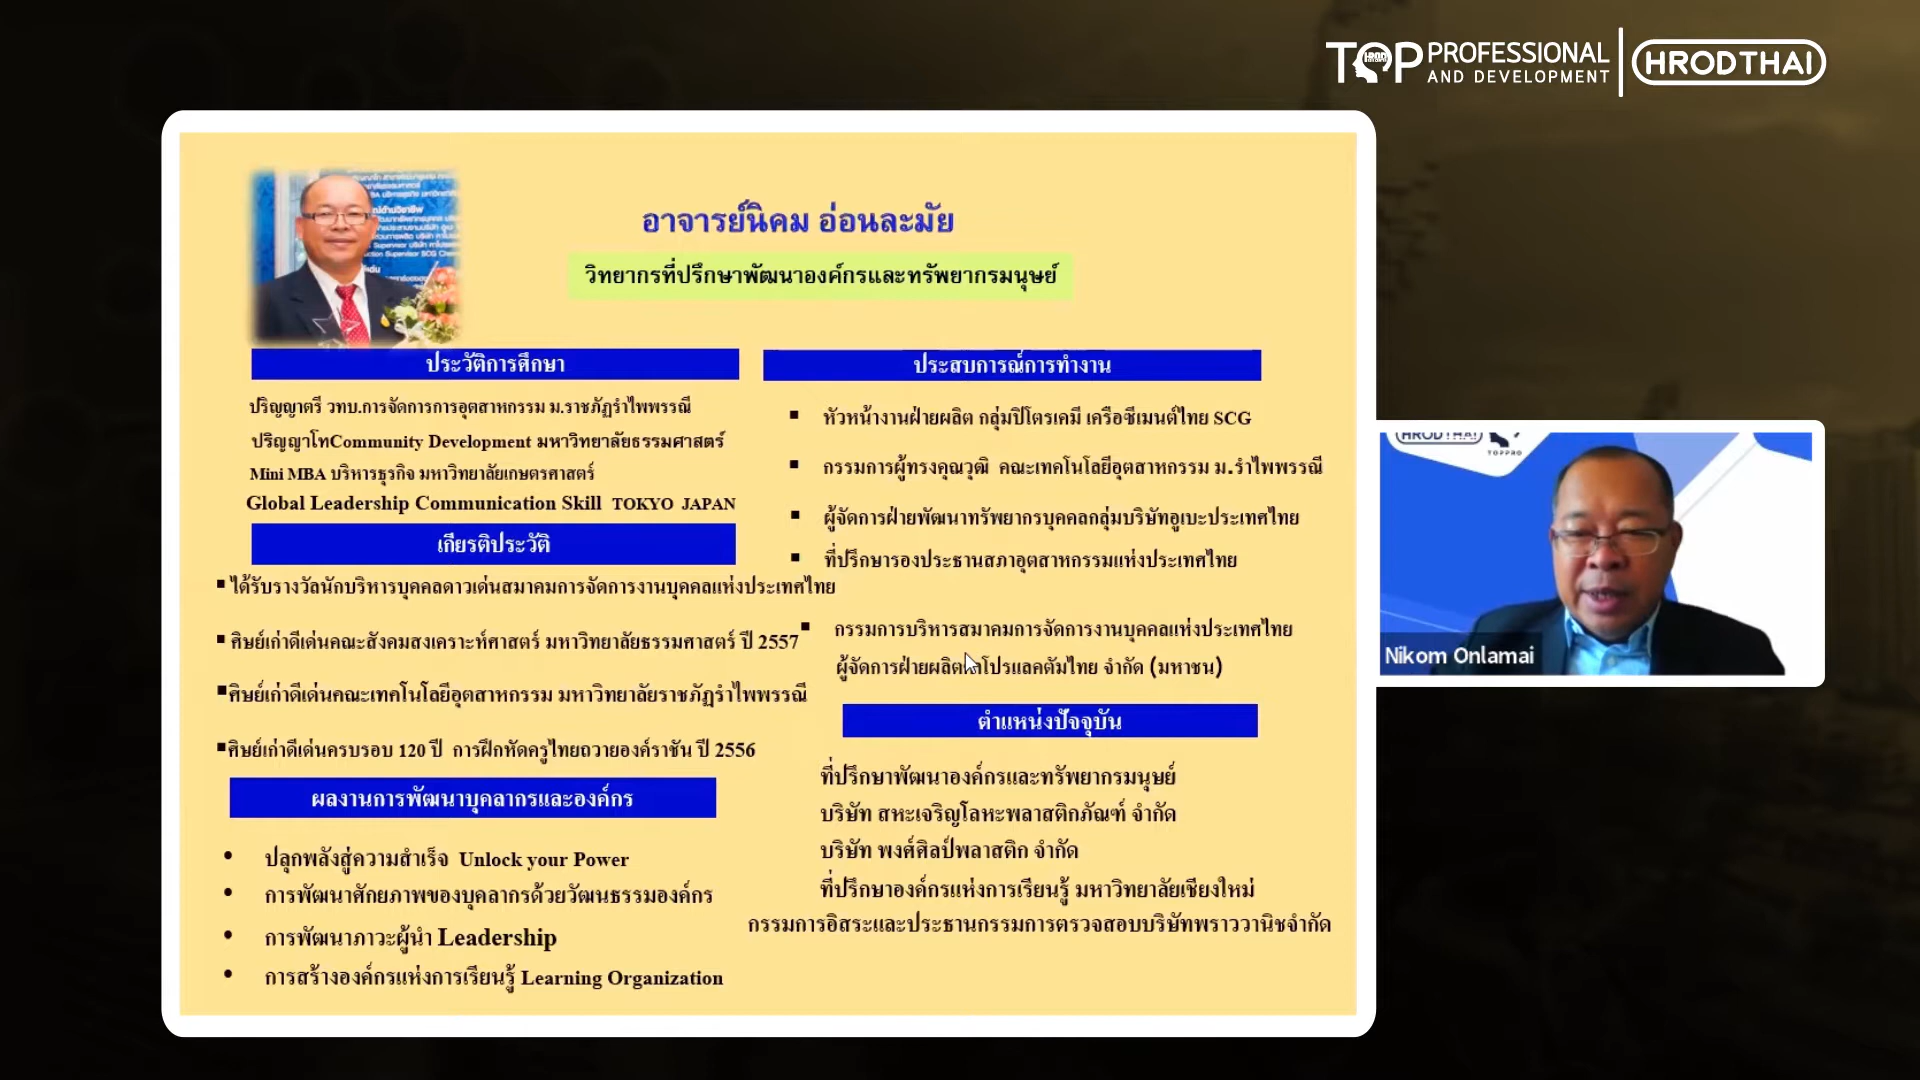 TOP PROFESSIONAL AND DEVELOPMENT
HRODTHAI
อาจารย์นิคม อ่อนละมัย
วิทยากรที่ปรึกษาพัฒนาองค์กรและทรัพยากรมนุษย์
ประวัติการศึกษา
ปริญญาตรี วทบ.การจัดการการอุตสาหกรรม ม.ราชภัฏรำไพพรรณี
ปริญญาโทCommunity Development มหาวิทยาลัยธรรมศาสตร์
Mini MBA บริหารธุรกิจ มหาวิทยาลัยเกษตรศาสตร์
Global Leadership Communication Skill TOKYO JAPAN
เกียรติประวัติ
▪ ได้รับรางวัลนักบริหารบุคคลดาวเด่นสมาคมการจัดการงานบุคคลแห่งประเทศไทย
▪ ศิษย์เก่าดีเด่นคณะสังคมสงเคราะห์ศาสตร์ มหาวิทยาลัยธรรมศาสตร์ ปี 2557
▪ศิษย์เก่าดีเด่นคณะเทคโนโลยีอุตสาหกรรม มหาวิทยาลัยราชภัฏรำไพพรรณี
▪ศิษย์เก่าดีเด่นครบรอบ 120 ปี การฝึกหัดครูไทยถวายองค์ราชัน ปี 2556
ผลงานการพัฒนาบุคลากรและองค์กร
• ปลุกพลังสู่ความสำเร็จ Unlock your Power
• การพัฒนาศักยภาพของบุคลากรด้วยวัฒนธรรมองค์กร
• การพัฒนาภาวะผู้นำ Leadership
• การสร้างองค์กรแห่งการเรียนรู้ Learning Organization
ประสบการณ์การทำงาน
▪ หัวหน้างานฝ่ายผลิต กลุ่มปิโตรเคมี เครือซีเมนต์ไทย SCG
▪ กรรมการผู้ทรงคุณวุฒิ คณะเทคโนโลยีอุตสาหกรรม ม.รำไพพรรณี
▪ ผู้จัดการฝ่ายพัฒนาทรัพยากรบุคคลกลุ่มบริษัทอูเบะประเทศไทย
▪ ที่ปรึกษารองประธานสภาอุตสาหกรรมแห่งประเทศไทย
▪ กรรมการบริหารสมาคมการจัดการงานบุคคลแห่งประเทศไทย
ผู้จัดการฝ่ายผลิต โปรแลคตัมไทย จำกัด (มหาชน)
ตำแหน่งปัจจุบัน
ที่ปรึกษาพัฒนาองค์กรและทรัพยากรมนุษย์
บริษัท สหะเจริญโลหะพลาสติกภัณฑ์ จำกัด
บริษัท พงศ์ศิลป์พลาสติก จำกัด
ที่ปรึกษาองค์กรแห่งการเรียนรู้ มหาวิทยาลัยเชียงใหม่
กรรมการอิสระและประธานกรรมการตรวจสอบบริษัทพราววานิชจำกัด
HRODTHAI
TOPPRO
Nikom Onlamai